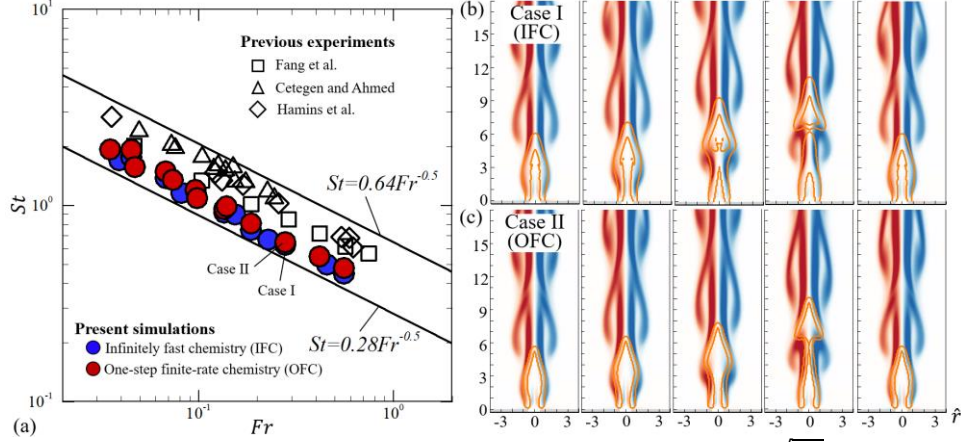 10¹
St
10⁰
10⁻¹
10⁻¹
Fr
10⁰
(a)
Previous experiments
Fang et al.
Cetegen and Ahmed
Hamins et al.
St=0.64Fr⁻⁰·⁵
Case II
Case I
St=0.28Fr⁻⁰·⁵
Present simulations
Infinitely fast chemistry (IFC)
One-step finite-rate chemistry (OFC)
(b)
Case I
(IFC)
15
12
9
6
3
0
(c)
Case II
(OFC)
15
12
9
6
3
0
-3 0 3 -3 0 3 -3 0 3 -3 0 3 -3 0 3 r̂